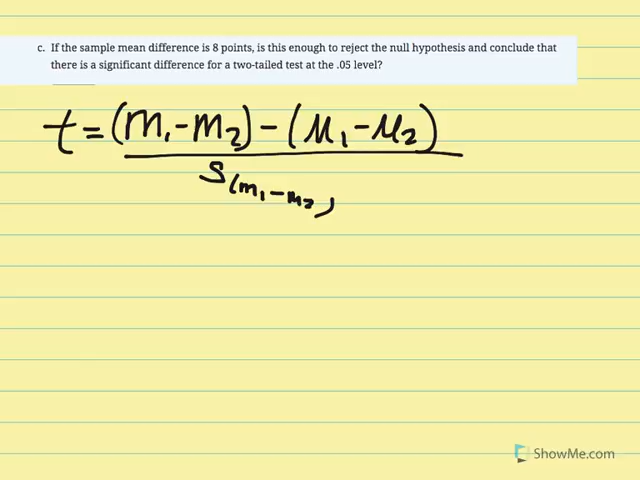 c. If the sample mean difference is 8 points, is this enough to reject the null hypothesis and conclude that
there is a significant difference for a two-tailed test at the .05 level?
t = (m₁ - m₂) - (μ₁ - μ₂)
S(m₁ - m₂)
ShowMe.com